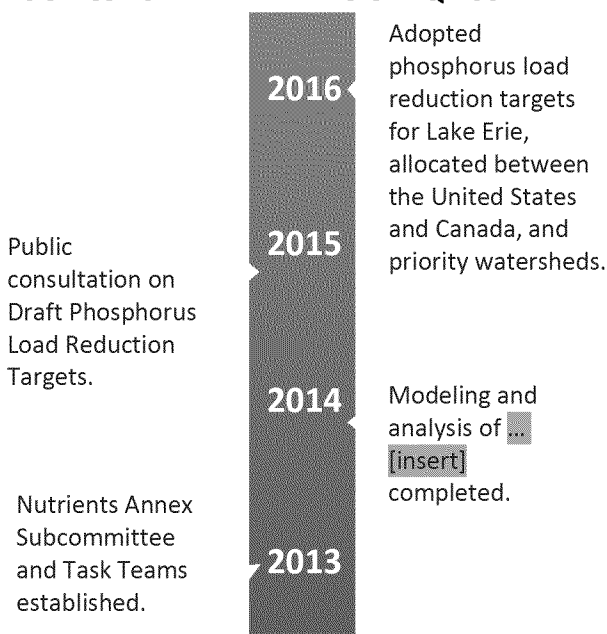 2016
Adopted
phosphorus load
reduction targets
for Lake Erie,
allocated between
the United States
and Canada, and
priority watersheds.
2015
Public
consultation on
Draft Phosphorus
Load Reduction
Targets.
2014
Modeling and
analysis of ...
[insert]
completed.
2013
Nutrients Annex
Subcommittee
and Task Teams
established.